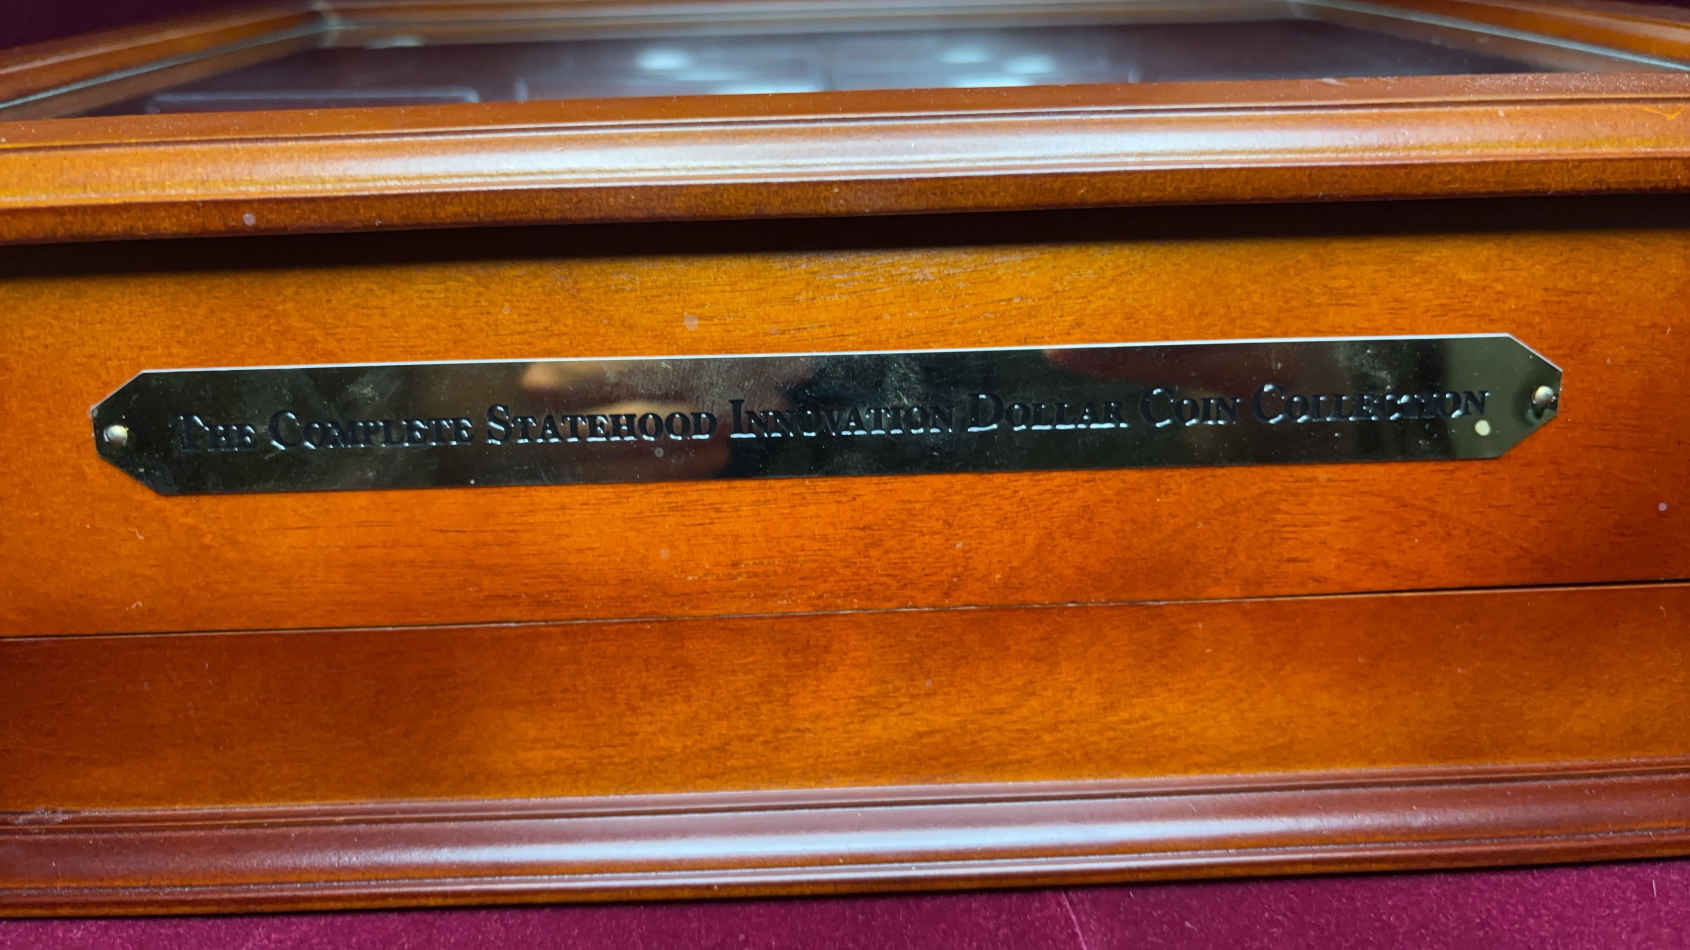 The Complete Statehood Innovation Dollar Coin Collection